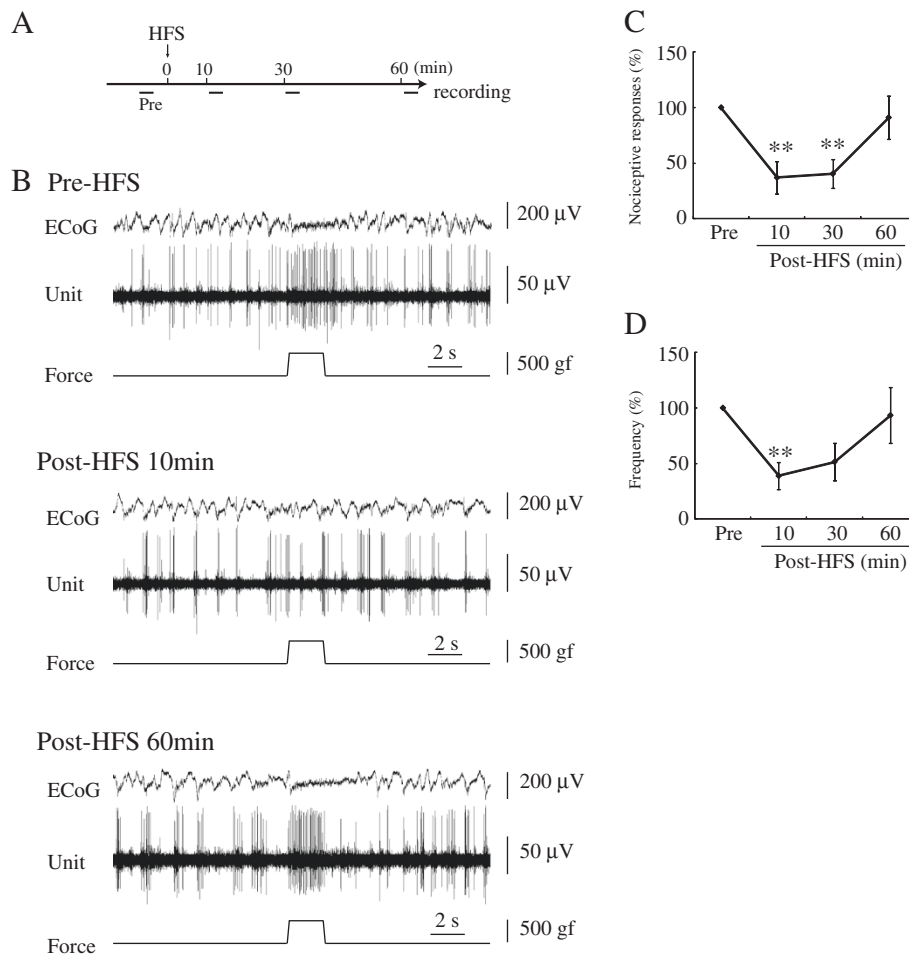 A
HFS
0 10 30 60 (min)
Pre
recording
B Pre-HFS
ECoG
200 μV
Unit
50 μV
Force
2 s
500 gf
Post-HFS 10min
ECoG
200 μV
Unit
50 μV
Force
2 s
500 gf
Post-HFS 60min
ECoG
200 μV
Unit
50 μV
Force
2 s
500 gf
C
Nociceptive responses (%)
150
100
50
0
** **
Pre 10 30 60
Post-HFS (min)
D
Frequency (%)
150
100
50
0
**
Pre 10 30 60
Post-HFS (min)